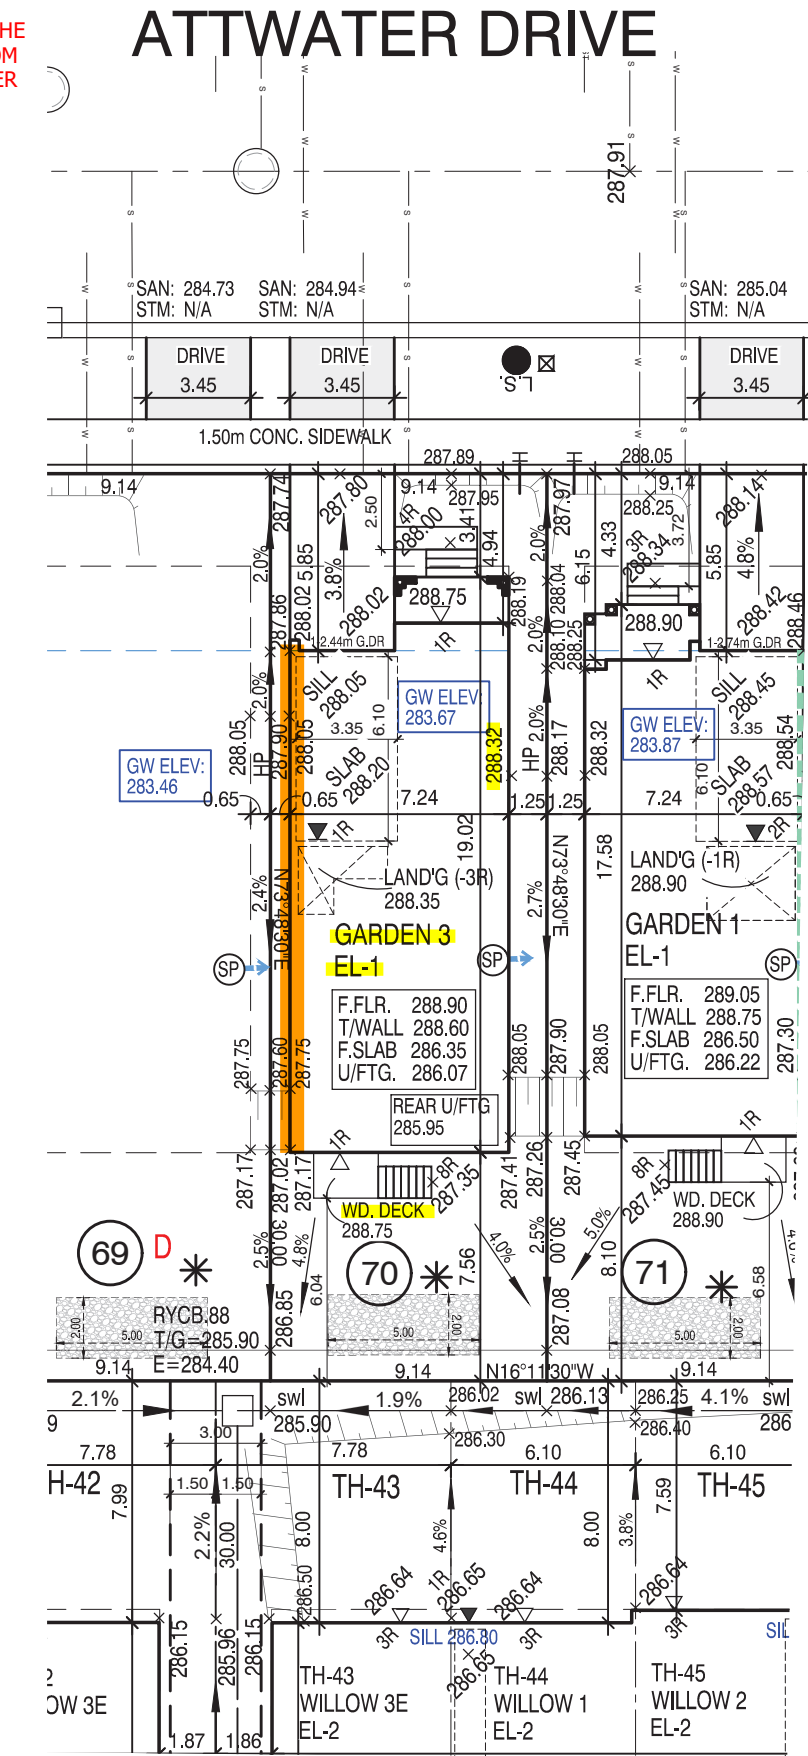 THE
OM
ER
ATTWATER DRIVE
287.91
SAN: 284.73
STM: N/A
SAN: 284.94
STM: N/A
SAN: 285.04
STM: N/A
DRIVE
3.45
DRIVE
3.45
L.S.
DRIVE
3.45
1.50m CONC. SIDEWALK
287.89
288.05
9.14
287.74
287.80
9.14
287.95
287.97
288.25
9.14
288.14
2.50
4R
288.00
3.41
4.94
2.0%
4.33
3R
288.34
3.72
2.0%
5.85
3.8%
6.15
5.85
4.8%
287.86
288.02
288.02
288.75
288.19
288.04
288.90
288.42
288.46
1R
2.0%
288.10
288.25
1R
1-2.44m G.DR
1-2.74m G.DR
2.0%
SILL
288.05
6.10
GW ELEV:
283.67
2.0%
SILL
288.45
288.05
HP
287.90
288.05
3.35
288.32
HP
288.17
288.32
GW ELEV:
283.87
3.35
288.54
GW ELEV:
283.46
SLAB
288.20
6.10
SLAB
288.57
0.65
0.65
7.24
1.25
1.25
7.24
0.65
1R
19.02
2R
2.4%
N73°48'30"E
LAND'G (-3R)
288.35
2.7%
N73°48'30"E
17.58
LAND'G (-1R)
288.90
GARDEN 3
EL-1
GARDEN 1
EL-1
SP
SP
SP
F.FLR. 288.90
T/WALL 288.60
F.SLAB 286.35
U/FTG. 286.07
F.FLR. 289.05
T/WALL 288.75
F.SLAB 286.50
U/FTG. 286.22
287.75
287.60
287.75
288.05
287.90
288.05
287.30
REAR U/FTG
285.95
1R
1R
287.17
287.02
287.17
8R
287.35
287.41
287.26
287.45
8R
287.45
WD. DECK
288.75
WD. DECK
288.90
69
D
2.5%
30.00
4.8%
6.04
70
7.56
4.0%
2.5%
30.00
5.0%
8.10
71
6.58
2.00
5.00
RYCB.88
T/G=285.90
E=284.40
286.85
5.00
2.00
287.08
5.00
2.00
9.14
9.14
N16°11'30"W
9.14
2.1%
swl
285.90
1.9%
286.02
swl
286.13
286.25
4.1%
swl
286
9
3.00
286.30
286.40
7.78
7.78
6.10
6.10
H-42
1.50
1.50
TH-43
TH-44
TH-45
7.99
2.2%
30.00
8.00
4.6%
8.00
3.8%
7.59
286.15
285.96
286.15
286.50
286.64
1R
286.65
286.64
286.64
3R
SILL 286.80
3R
3R
SIL
286.65
2
OW 3E
TH-43
WILLOW 3E
EL-2
TH-44
WILLOW 1
EL-2
TH-45
WILLOW 2
EL-2
1.87
1.86